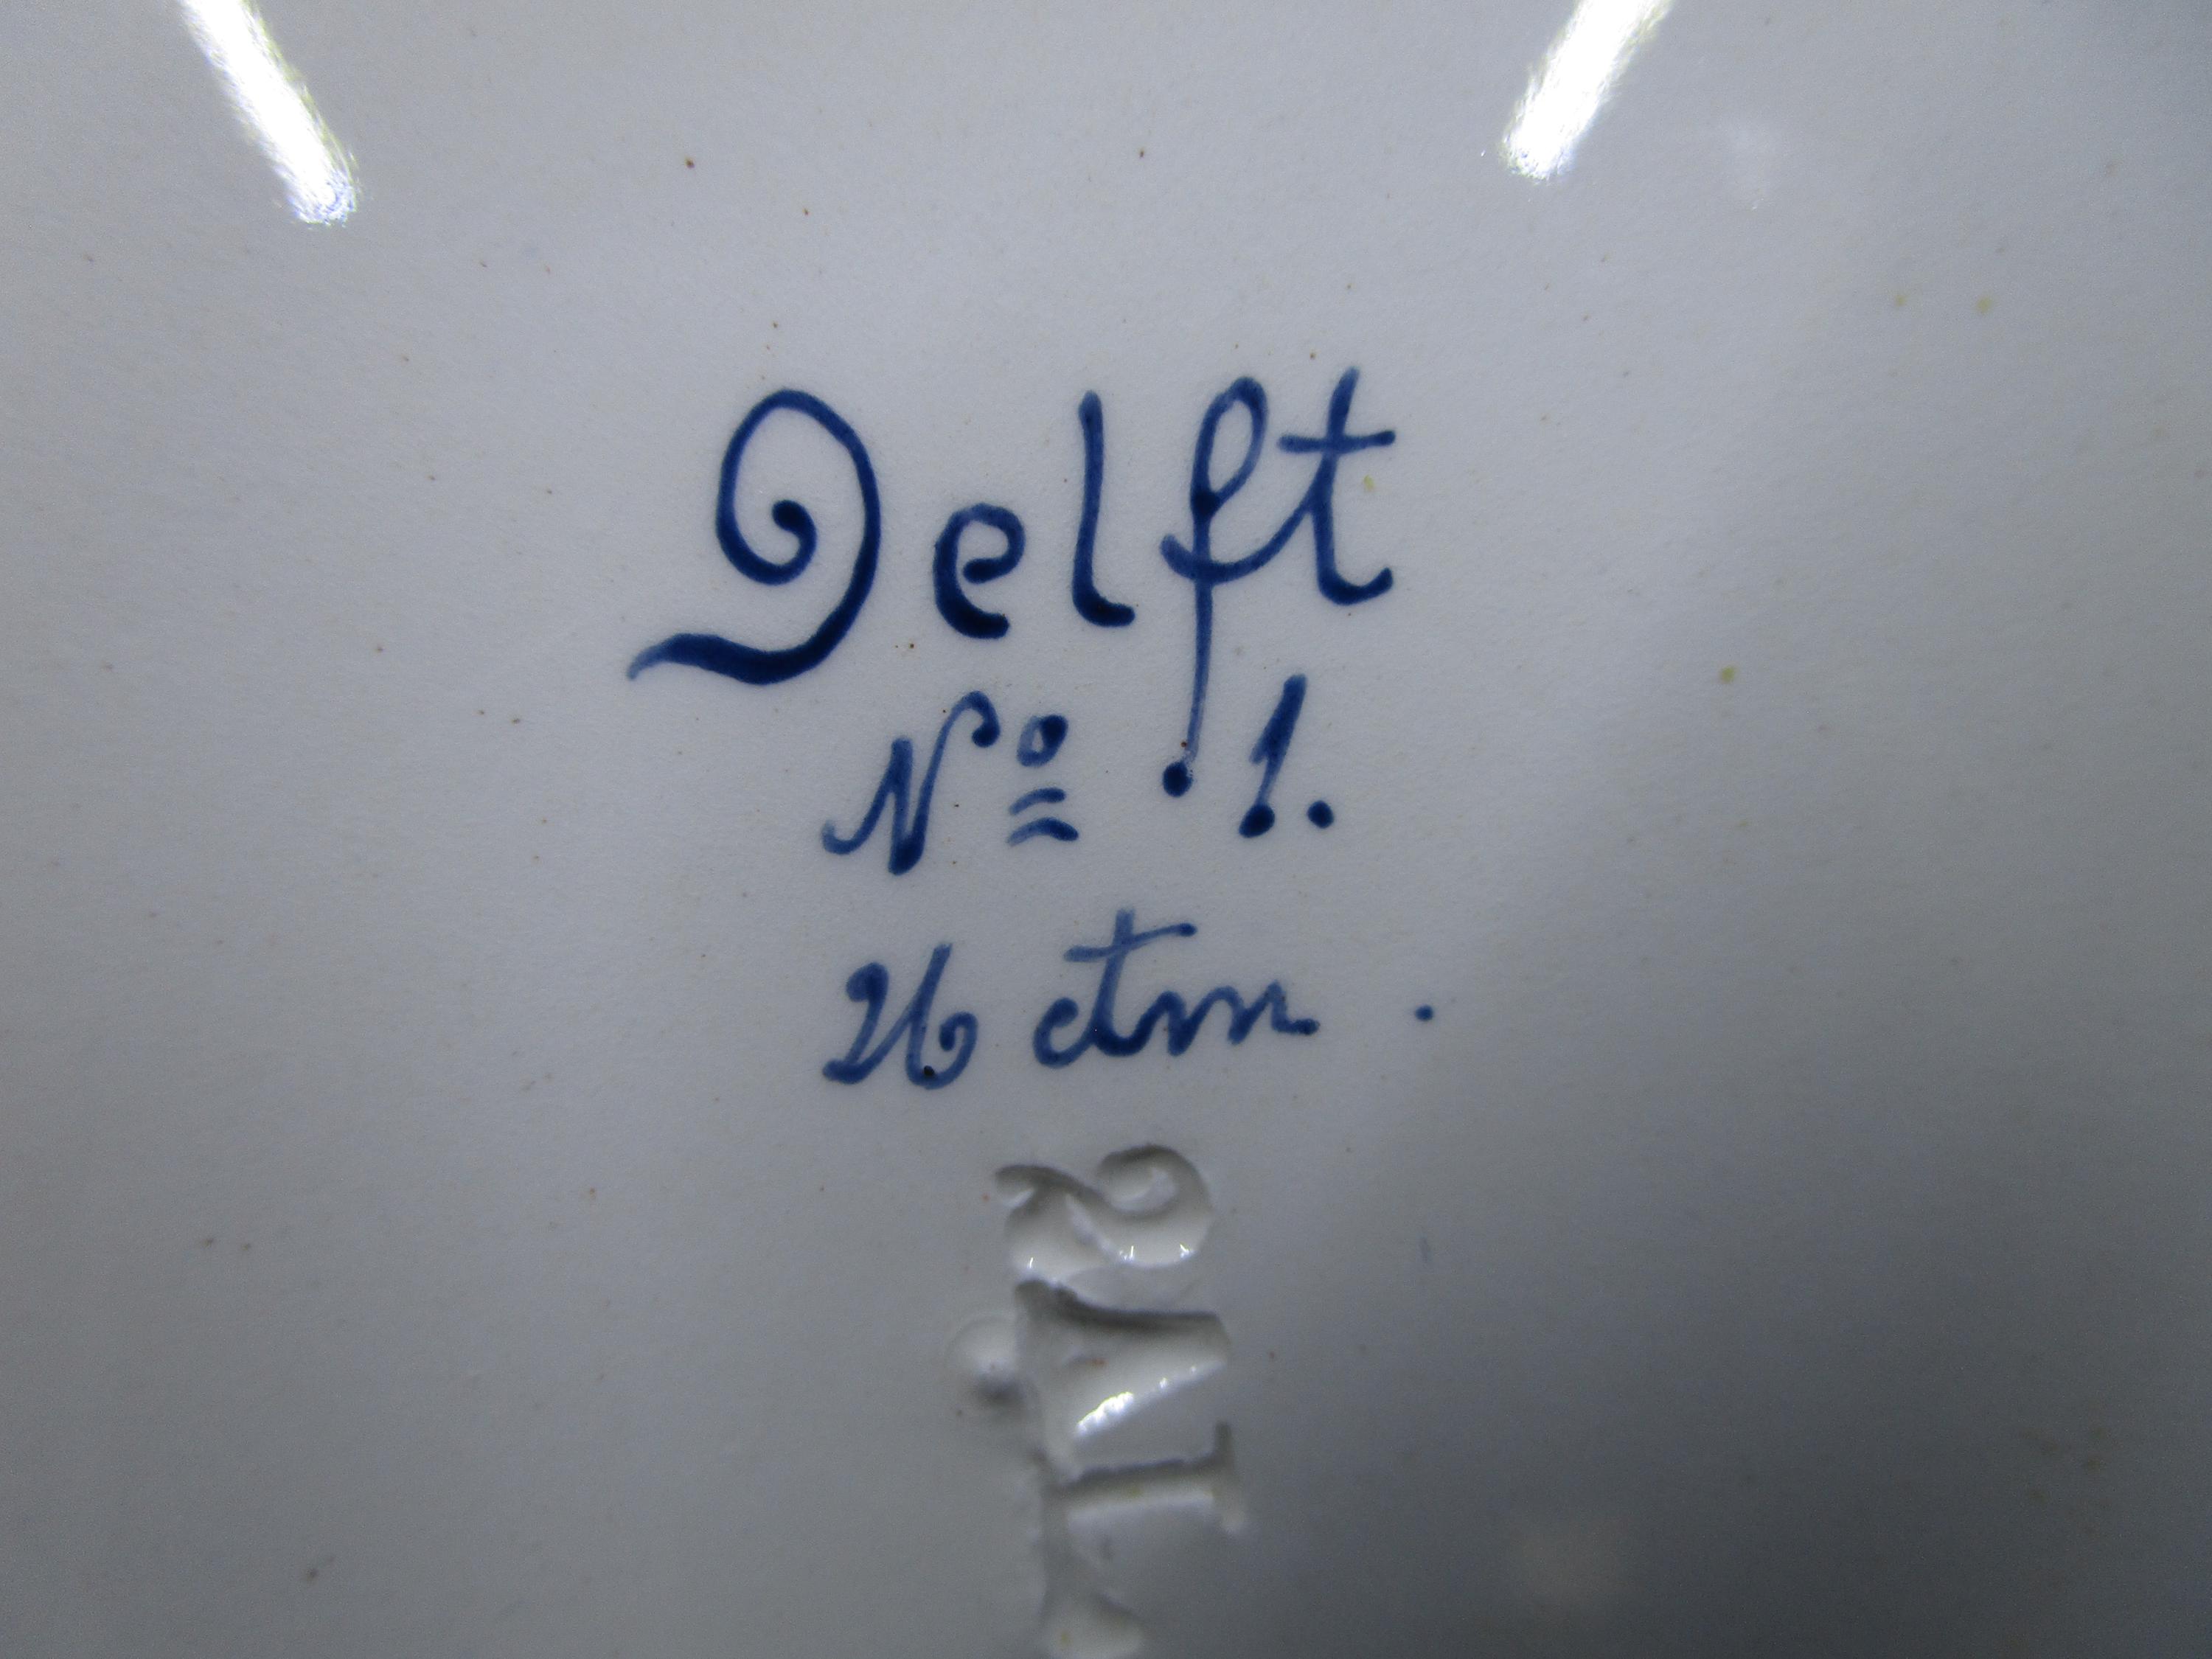 Delft
Nº 1.
26 ctm.